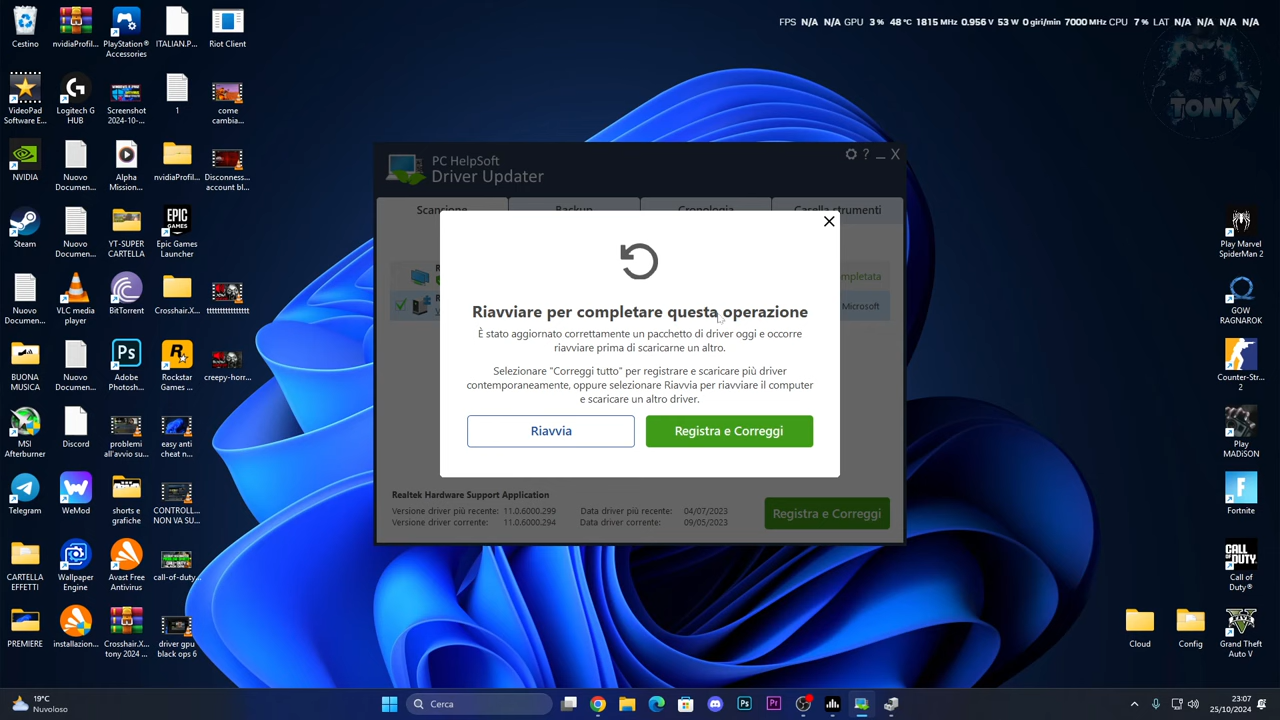 FPS N/A N/A GPU 3 % 48 °C 1815 MHz 0.956 V 53 W 0 giri/min 7000 MHz CPU 7 % LAT N/A N/A N/A N/A
TONY
Cestino
nvidiaProfil...
PlayStation®
Accessories
ITALIAN.P...
Riot Client
VideoPad
Software E...
Logitech G
HUB
Screenshot
2024-10-...
1
come
cambia...
NVIDIA
Nuovo
Documen...
Alpha
Mission...
nvidiaProfil...
Disconness...
account bl...
Steam
Nuovo
Documen...
YT-SUPER
CARTELLA
Epic Games
Launcher
Nuovo
Documen...
VLC media
player
BitTorrent
Crosshair.X...
tttttttttttttttttt
BUONA
MUSICA
Nuovo
Documen...
Adobe
Photosh...
Rockstar
Games ...
creepy-horr...
MSI
Afterburner
Discord
problemi
all'avvio su...
easy anti
cheat n...
Telegram
WeMod
shorts e
grafiche
CONTROLL...
NON VA SU...
CARTELLA
EFFETTI
Wallpaper
Engine
Avast Free
Antivirus
call-of-duty...
PREMIERE
installazion...
Crosshair.X...
tony 2024 ...
driver gpu
black ops 6
PC HelpSoft
Driver Updater
? _ X
Scansione
Backup
Cronologia
Casella strumenti
Riavviare per completare questa operazione
È stato aggiornato correttamente un pacchetto di driver oggi e occorre
riavviare prima di scaricarne un altro.
Selezionare "Correggi tutto" per registrare e scaricare più driver
contemporaneamente, oppure selezionare Riavvia per riavviare il computer
e scaricare un altro driver.
Riavvia
Registra e Correggi
Microsoft
Realtek Hardware Support Application
Versione driver più recente: 11.0.6000.299 Data driver più recente: 04/07/2023
Versione driver corrente: 11.0.6000.294 Data driver corrente: 09/05/2023
Registra e Correggi
Play Marvel
SpiderMan 2
GOW
RAGNAROK
Counter-Str...
2
Play
MADiSON
Fortnite
Call of
Duty®
Cloud
Config
Grand Theft
Auto V
19°C
Nuvoloso
Cerca
23:07
25/10/2024